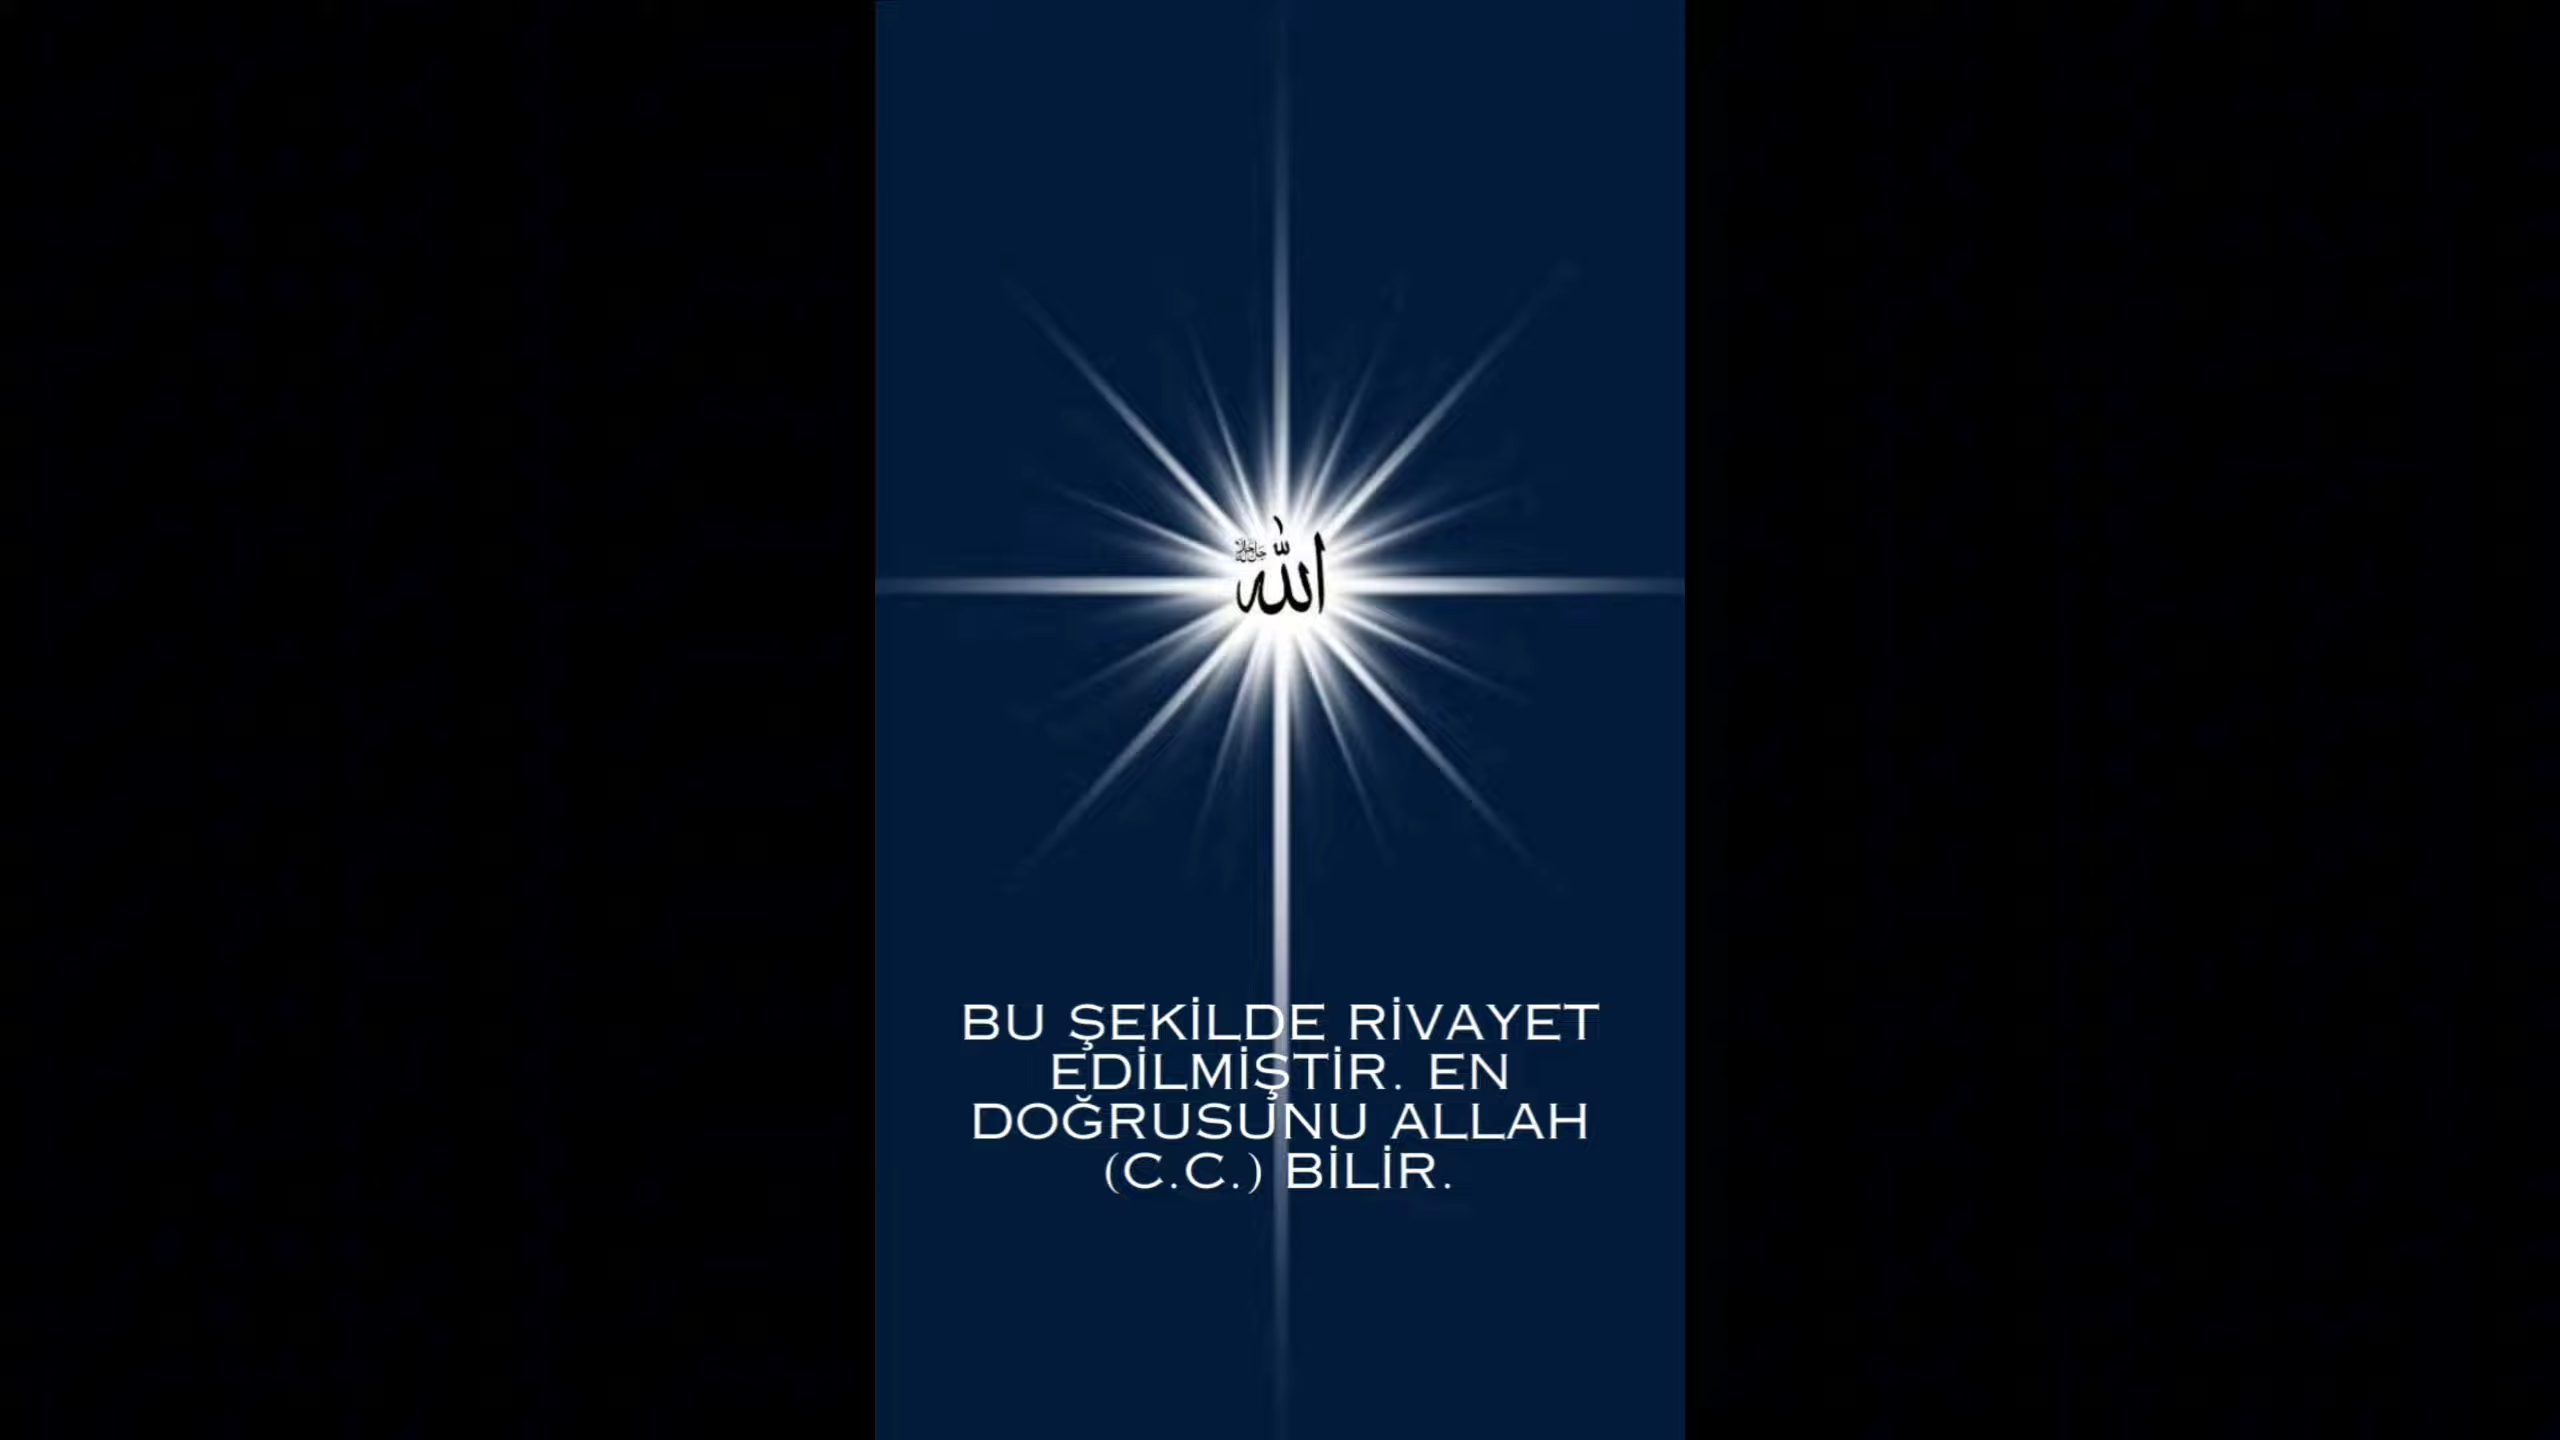 الله
جل جلاله
BU ŞEKİLDE RİVAYET
EDİLMİŞTİR. EN
DOĞRUSUNU ALLAH
(C.C.) BİLİR.